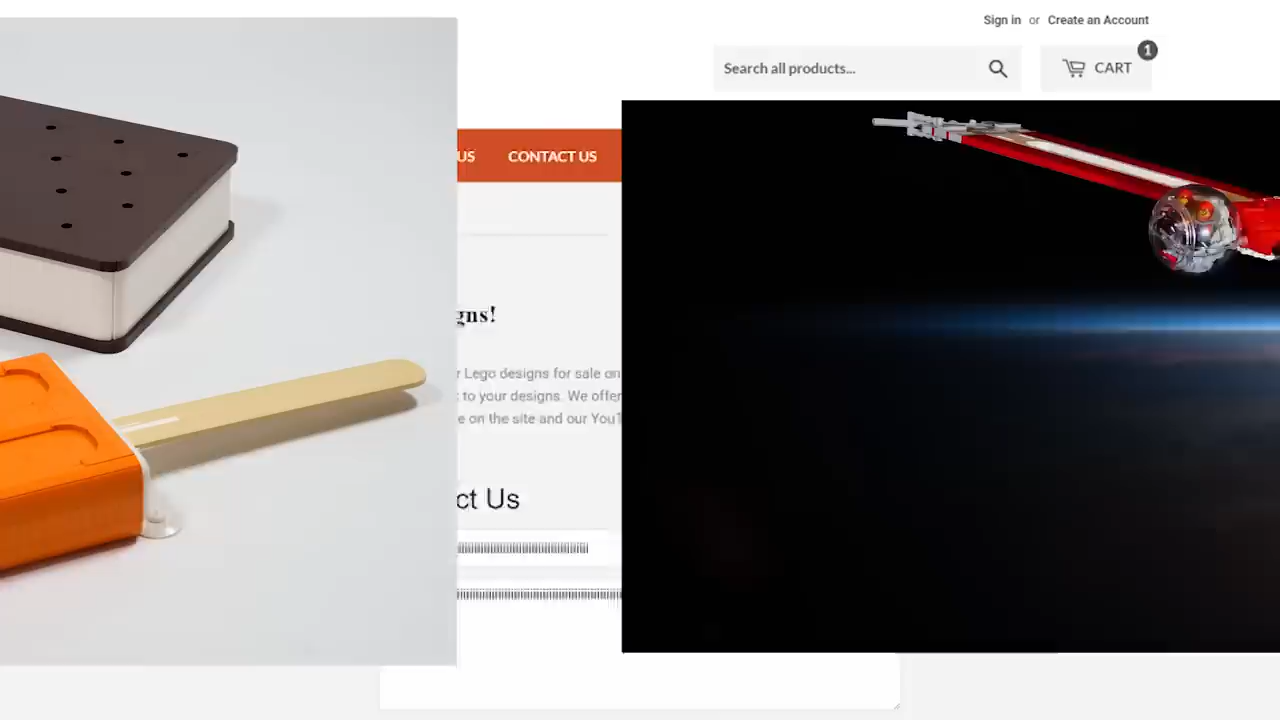 Sign in or Create an Account
Search all products...
CART
1
US
CONTACT US
gns!
Lego designs for sale on
to your designs. We offer
e on the site and our You
ct Us